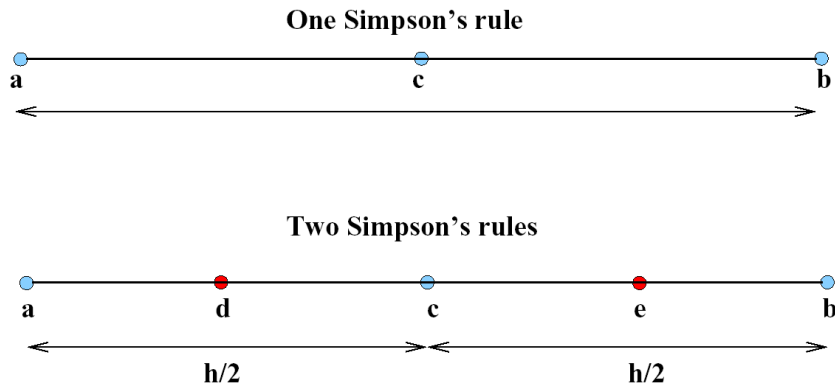 One Simpson's rule
a c b
Two Simpson's rules
a d c e b
h/2 h/2